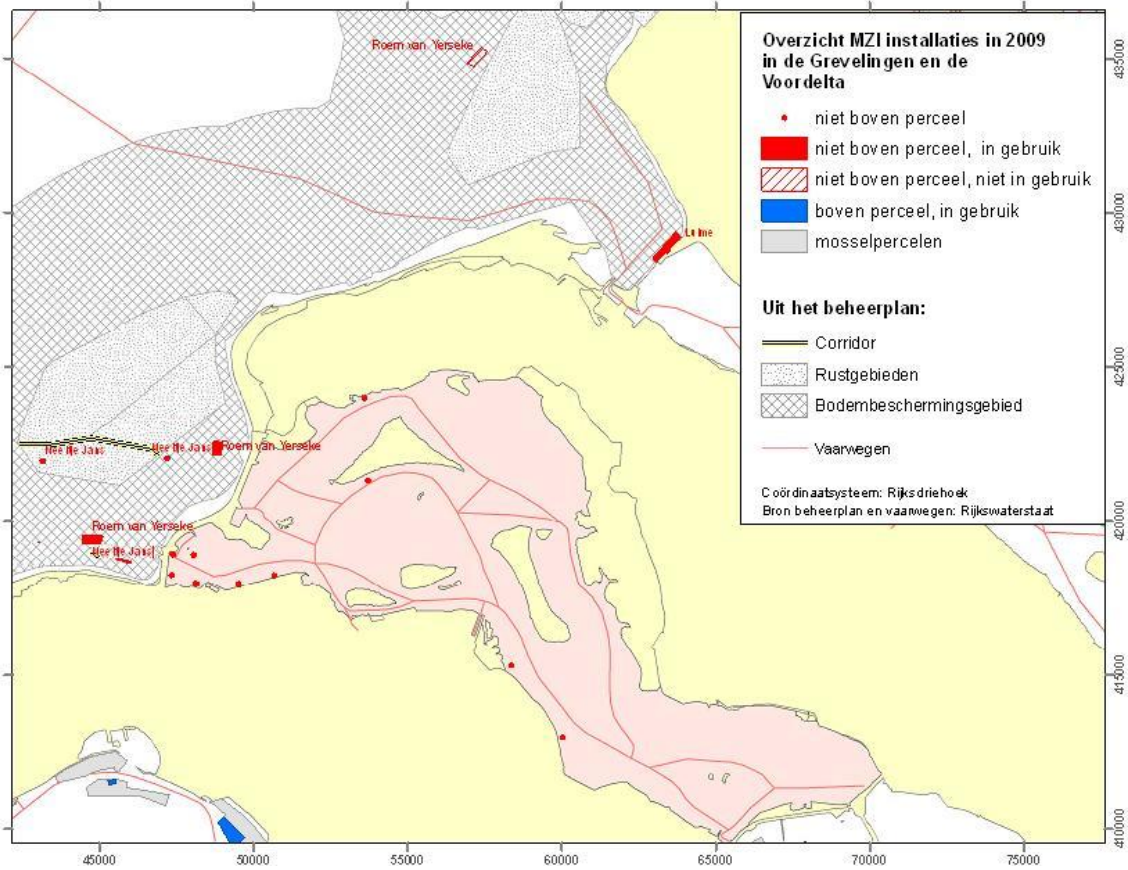 Roem van Yerseke
Overzicht MZI installaties in 2009
in de Grevelingen en de
Voordelta
niet boven perceel
niet boven perceel, in gebruik
niet boven perceel, niet in gebruik
boven perceel, in gebruik
mosselpercelen
Uit het beheerplan:
Corridor
Rustgebieden
Bodembeschermingsgebied
Vaarwegen
Coördinaatsysteem: Rijksdriehoek
Bron beheerplan en vaarwegen: Rijkswaterstaat
Neeltje Jans
Neeltje Jans
Roem van Yerseke
Roem van Yerseke
Neeltje Jans
435000
430000
425000
420000
415000
410000
45000
50000
55000
60000
65000
70000
75000